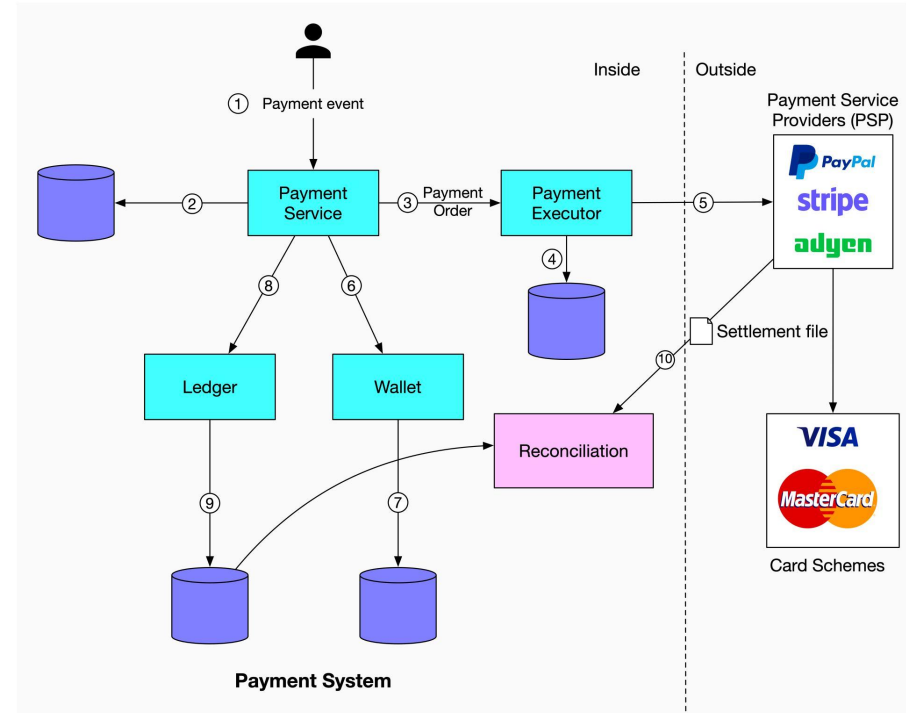 Inside
Outside
1
Payment event
Payment Service
Providers (PSP)
PayPal
stripe
adyen
2
Payment
Service
3
Payment
Order
Payment
Executor
5
4
8
6
Settlement file
10
Ledger
Wallet
VISA
Reconciliation
MasterCard
9
7
Card Schemes
Payment System